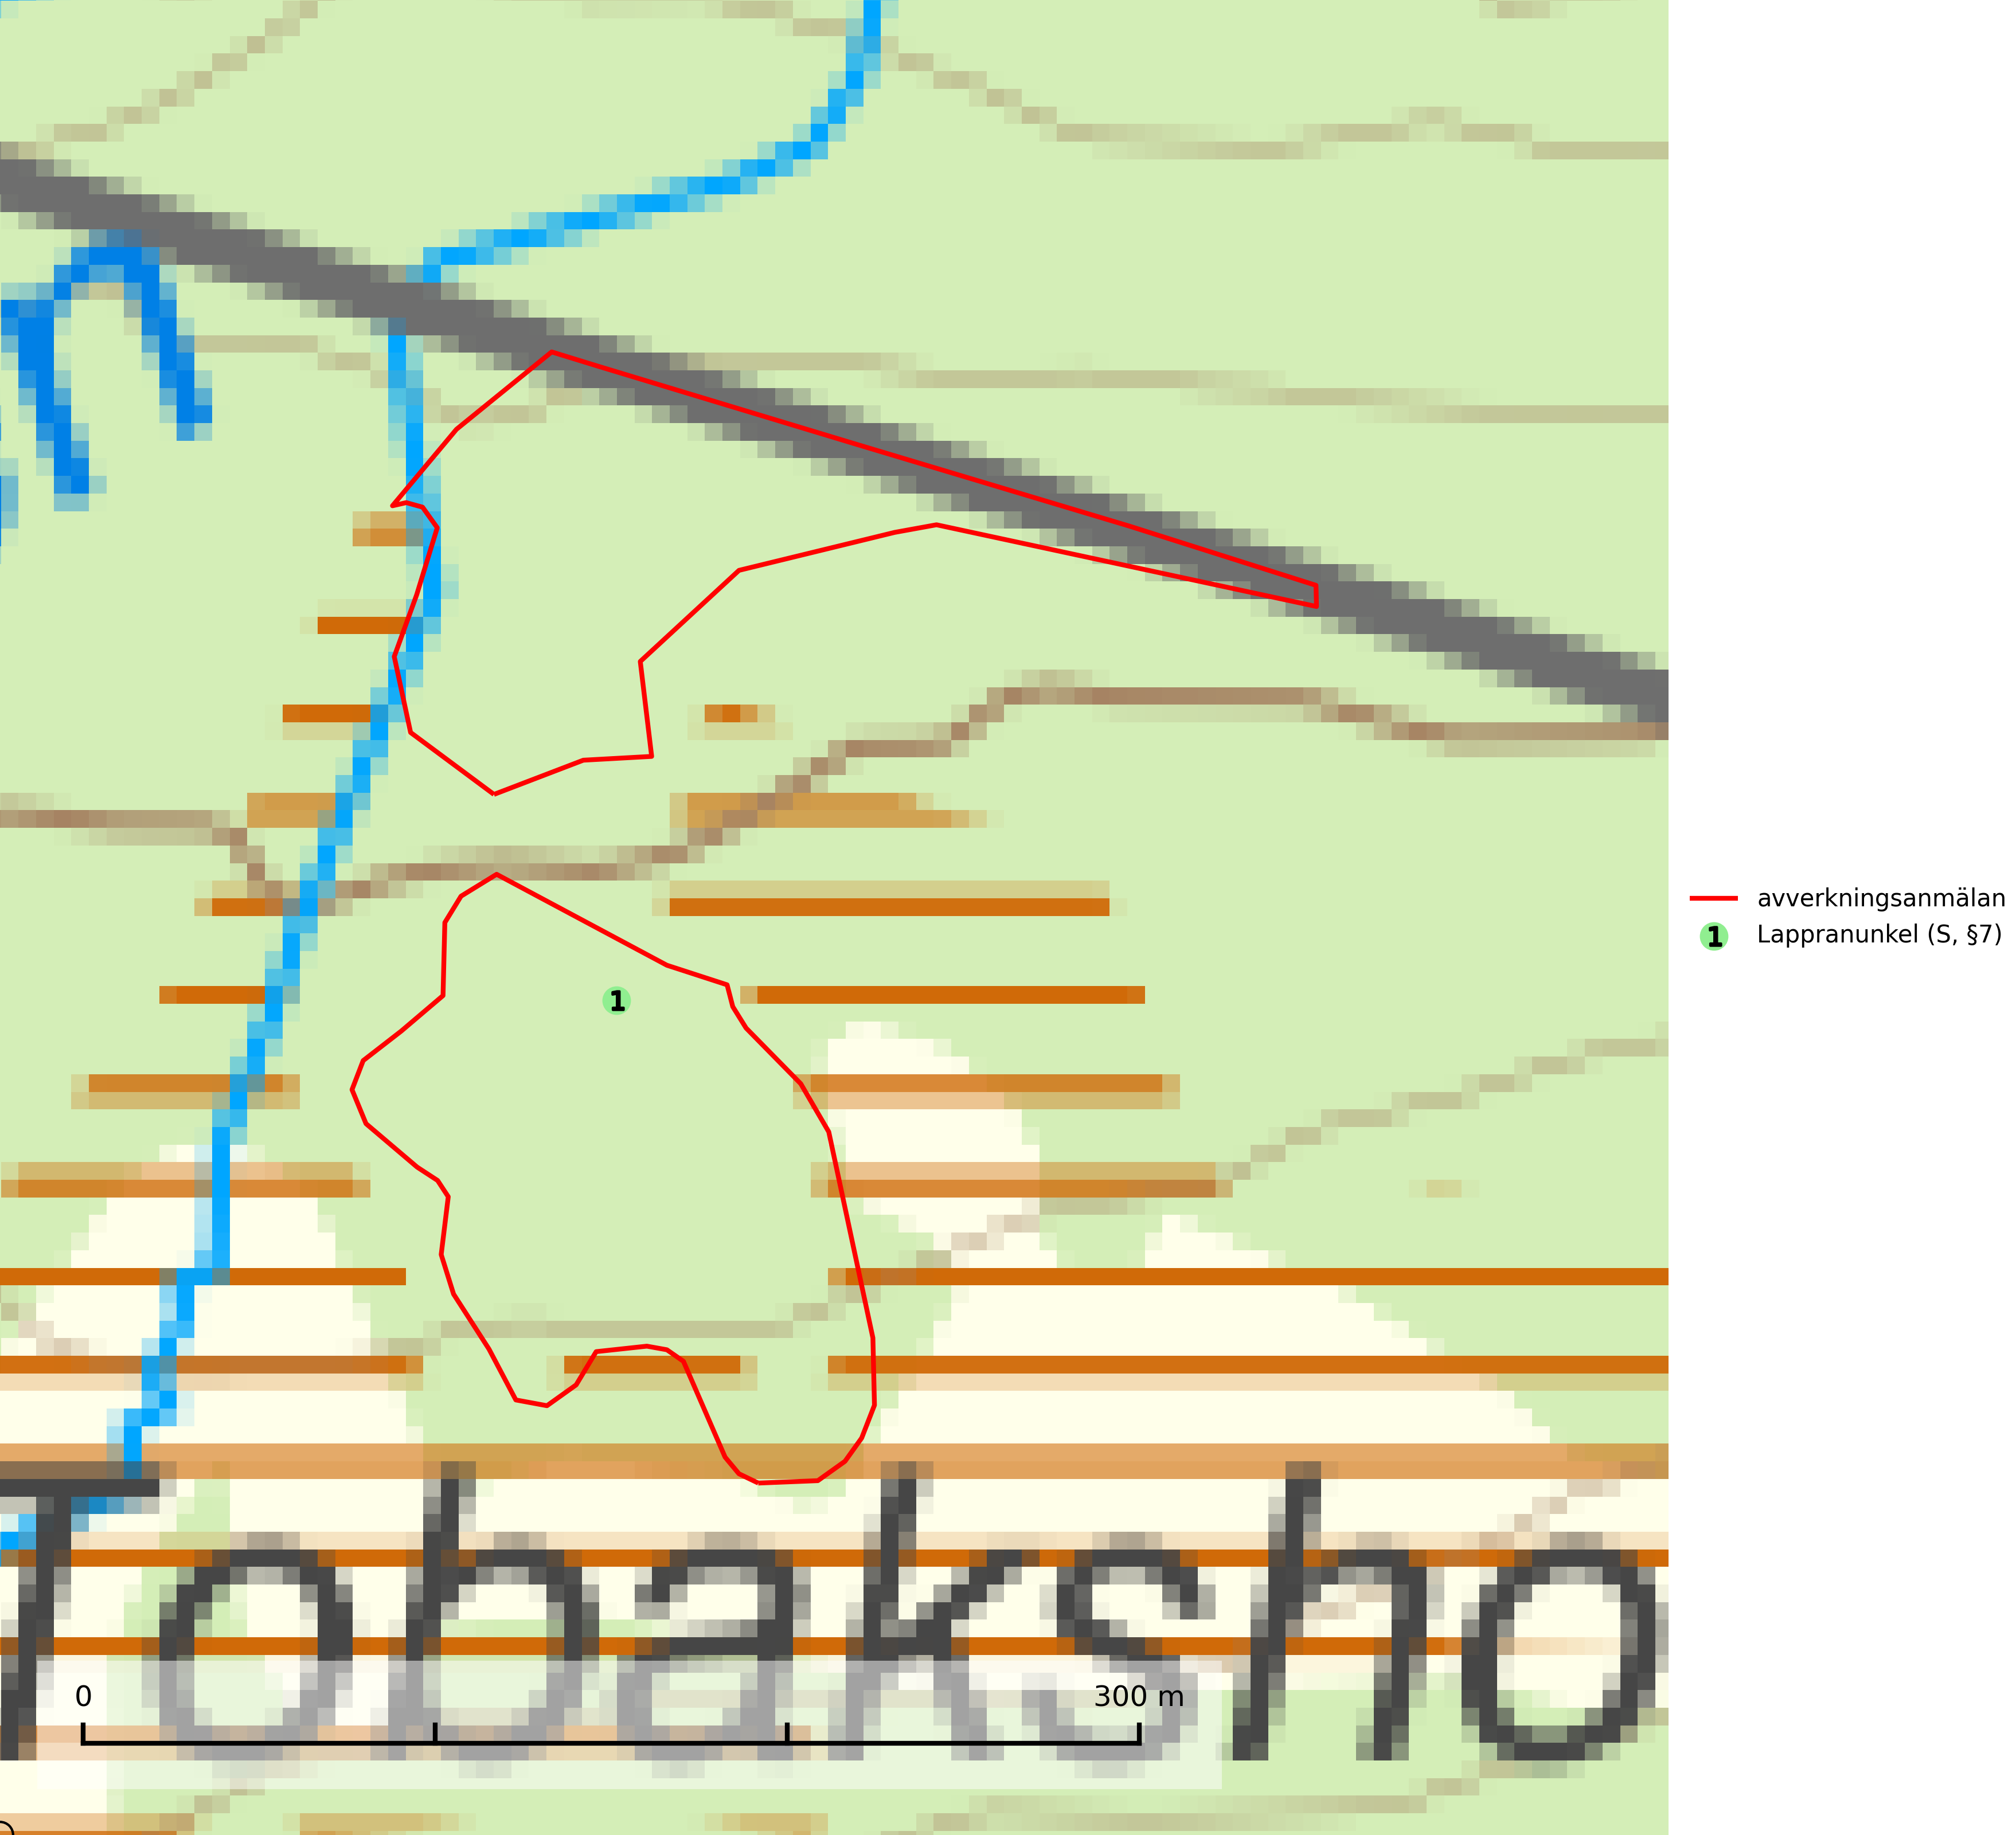 1
avverkningsanmälan
1 Lappranunkel (S, §7)
Tobaksho
0 300 m